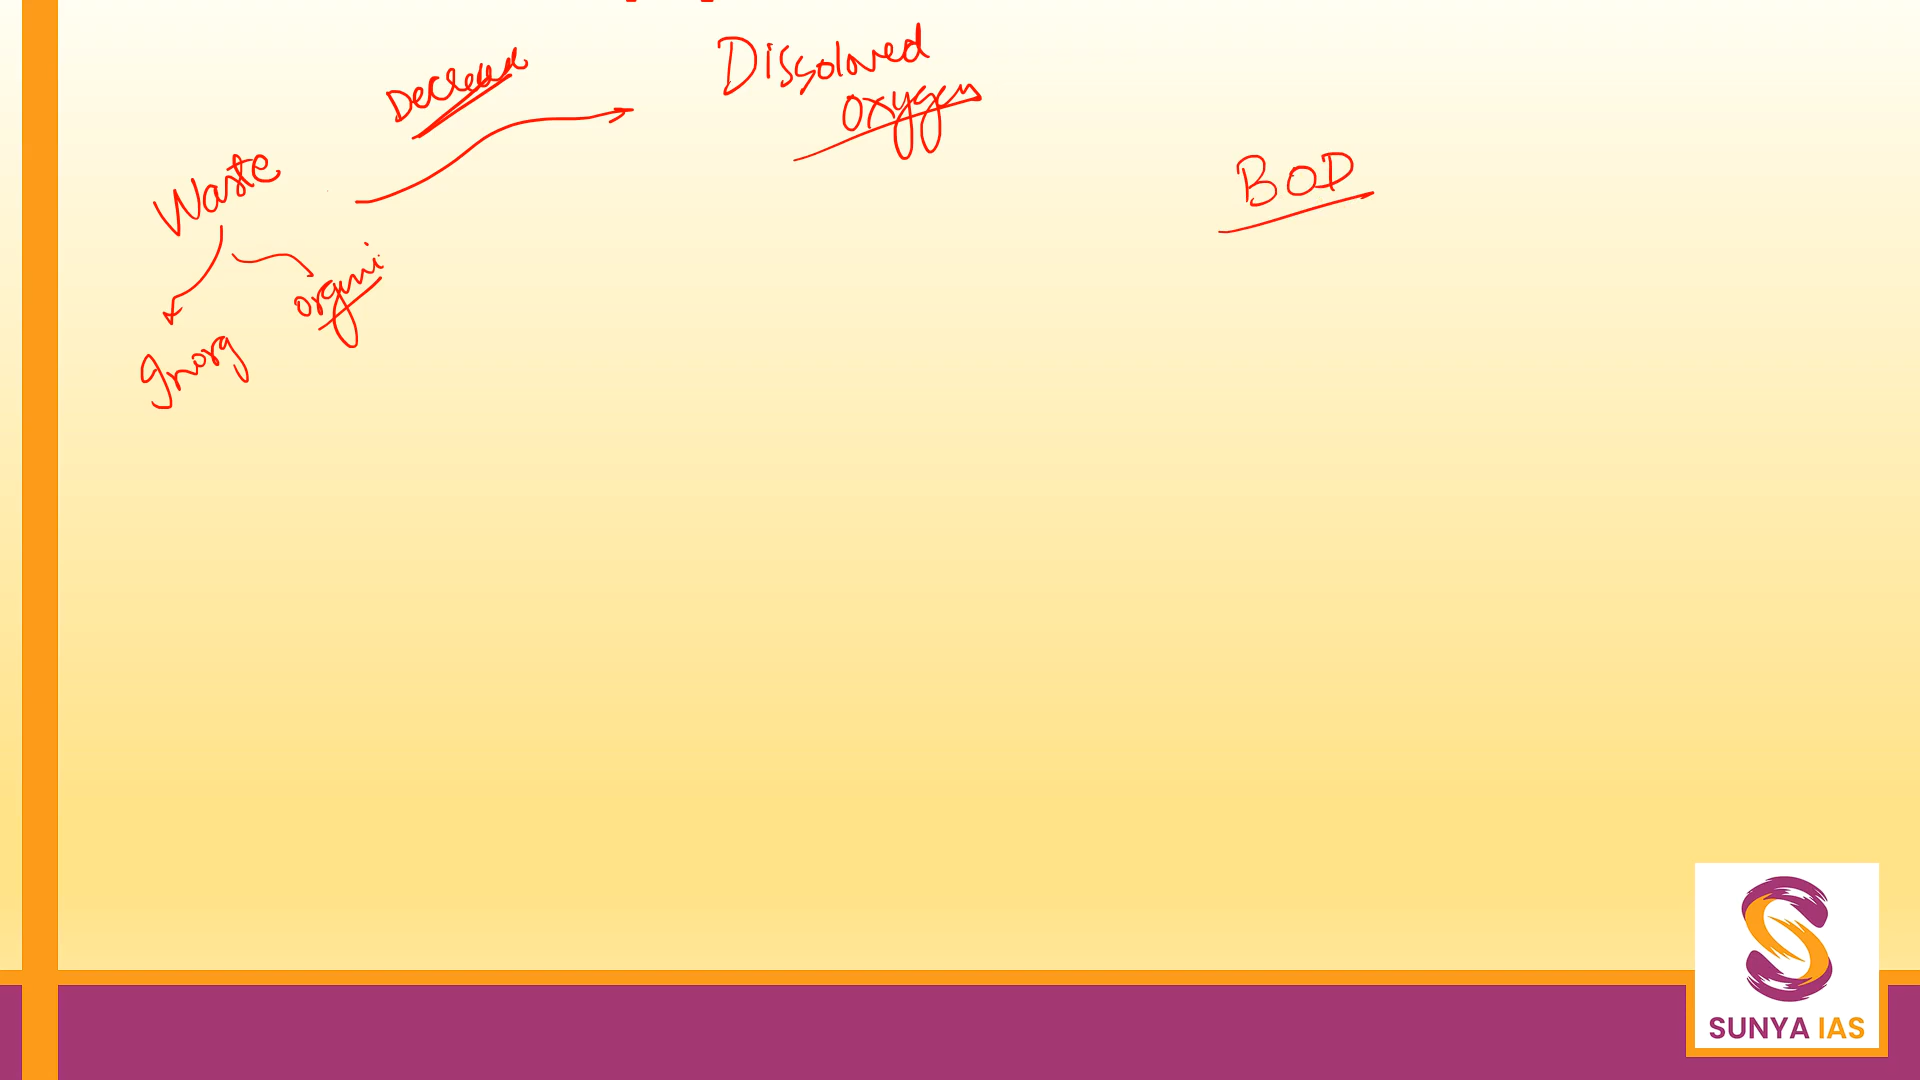 Decrease
Dissolved
oxygen
Waste
BOD
organi
Inorg
SUNYA IAS